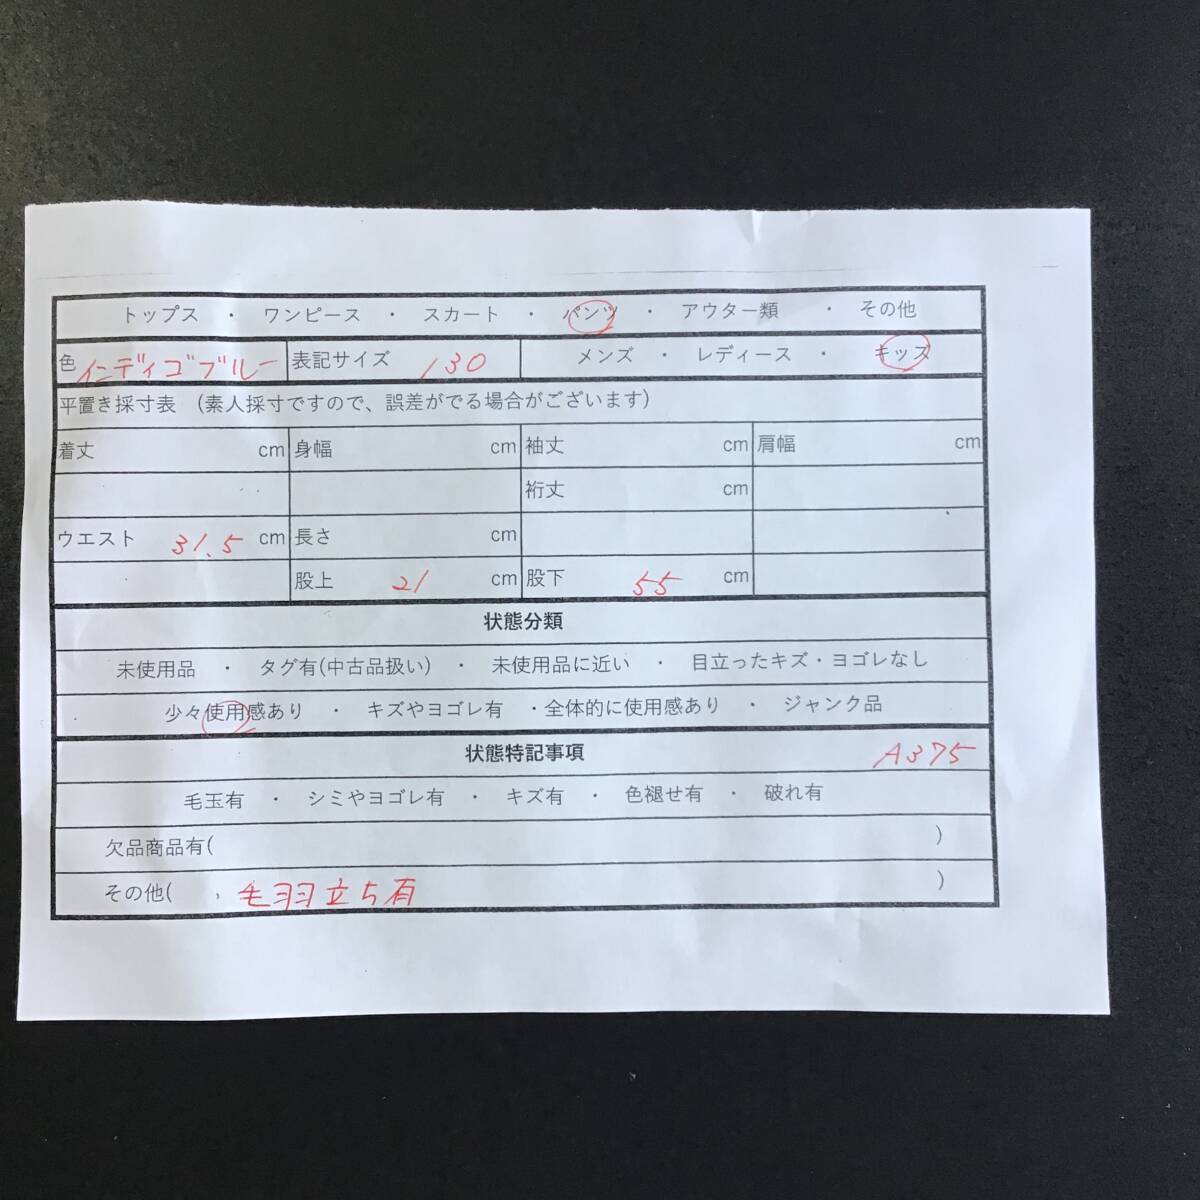 トップス ・ ワンピース ・ スカート ・ パンツ ・ アウター類 ・ その他
色 インディゴブルー 表記サイズ 130 メンズ ・ レディース ・ キッズ
平置き採寸表 (素人採寸ですので、誤差がでる場合がございます)
着丈 cm 身幅 cm 袖丈 cm 肩幅 cm
裄丈 cm
ウエスト 31.5 cm 長さ cm
股上 21 cm 股下 55 cm
状態分類
未使用品 ・ タグ有(中古品扱い) ・ 未使用品に近い ・ 目立ったキズ・ヨゴレなし
少々使用感あり ・ キズやヨゴレ有 ・全体的に使用感あり ・ ジャンク品
状態特記事項 A375
毛玉有 ・ シミやヨゴレ有 ・ キズ有 ・ 色褪せ有 ・ 破れ有
欠品商品有( )
その他( , 毛羽立ち有 )